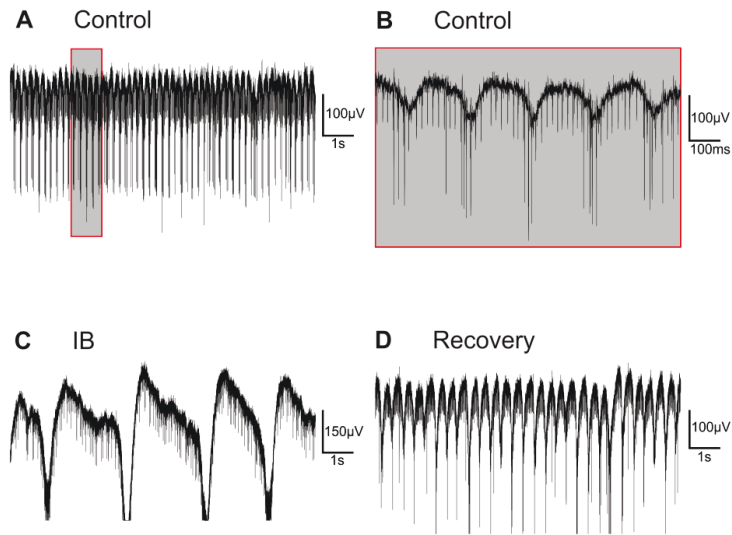 A Control
100µV
1s
B Control
100µV
100ms
C IB
150µV
1s
D Recovery
100µV
1s